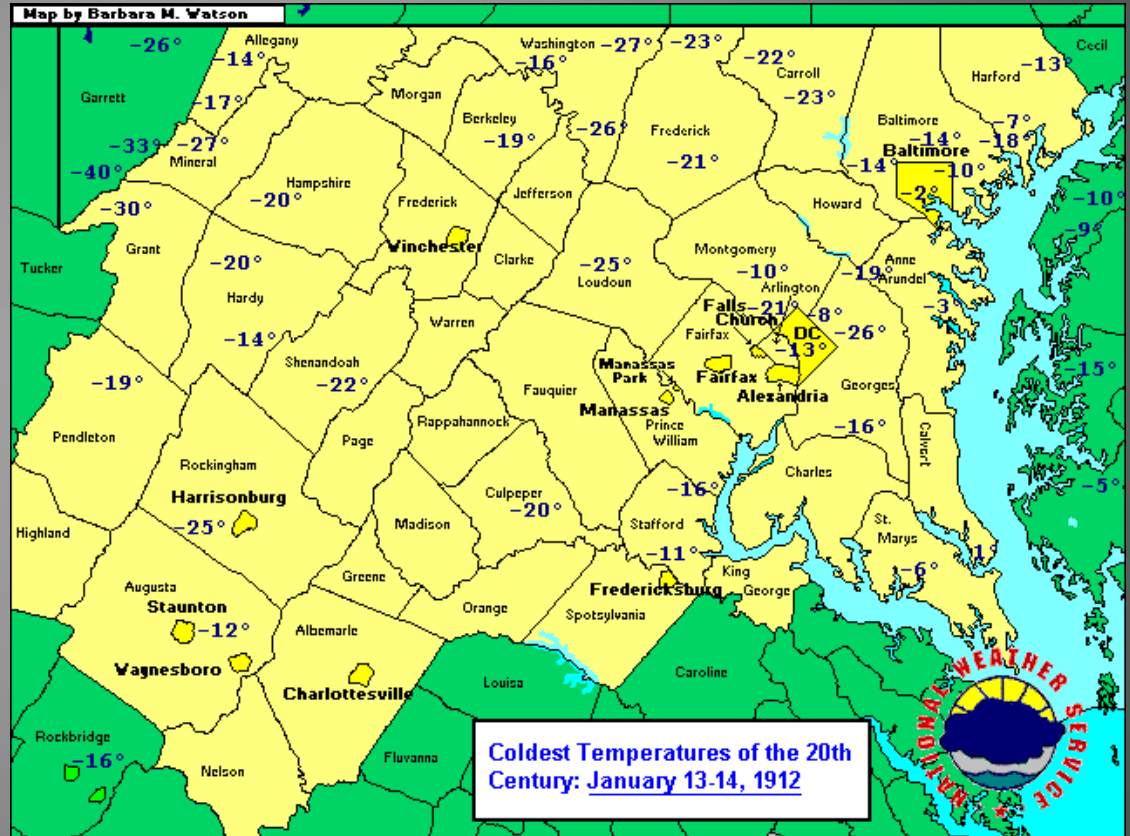 Map by Barbara M. Watson
-26°
Allegany
-14°
Washington
-27°
-16°
-23°
-22°
Carroll
-23°
Cecil
-13°
Harford
Garrett
-17°
Morgan
Berkeley
-19°
-26°
Frederick
-21°
Baltimore
-14°
Baltimore
-7°
-18°
-33°
-27°
Mineral
-40°
-14°
-10°
-2°
-30°
Hampshire
-20°
Frederick
Jefferson
Howard
-10°
-9°
Grant
Winchester
Clarke
Montgomery
-10°
Anne
Arundel
-19°
Tucker
-20°
Hardy
-14°
-25°
Loudoun
Arlington
-21°
-8°
-3°
Warren
Falls
Church
Fairfax
DC
-13°
-26°
Shenandoah
-22°
-19°
Manassas
Park
Fairfax
Alexandria
Georges
-15°
Fauquier
Manassas
Pendleton
Page
Rappahannock
Prince
William
-16°
Calvert
Rockingham
Harrisonburg
-25°
Culpeper
-20°
-16°
Charles
-5°
Highland
Madison
Stafford
-11°
St.
Marys
-6°
Augusta
Staunton
-12°
Greene
Orange
Fredericksburg
Spotsylvania
King
George
Waynesboro
Albemarle
Charlottesville
Louisa
Caroline
Rockbridge
-16°
Nelson
Fluvanna
Coldest Temperatures of the 20th
Century: January 13-14, 1912
NATIONAL WEATHER SERVICE